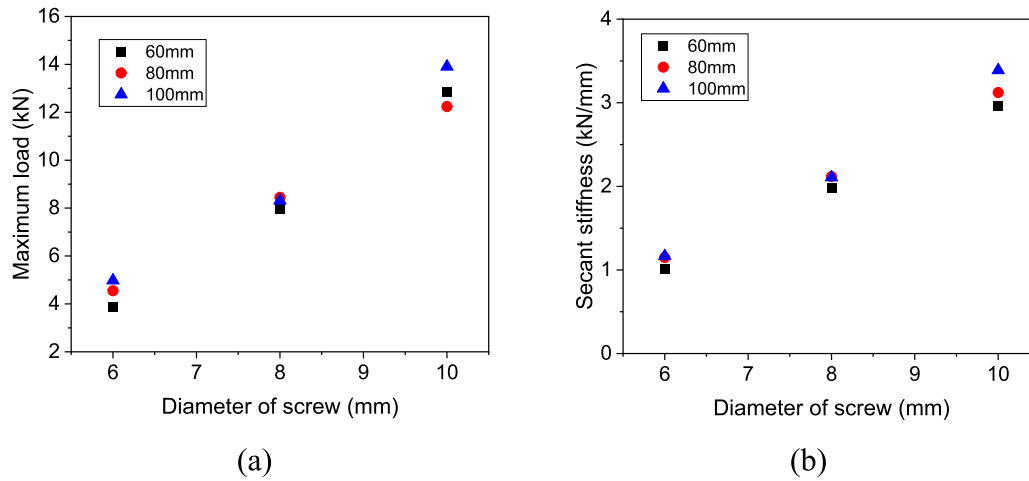 16
14
12
10
8
6
4
2
Maximum load (kN)
60mm
80mm
100mm
6
7
8
9
10
Diameter of screw (mm)
(a)
4
3
2
1
0
Secant stiffness (kN/mm)
60mm
80mm
100mm
6
7
8
9
10
Diameter of screw (mm)
(b)